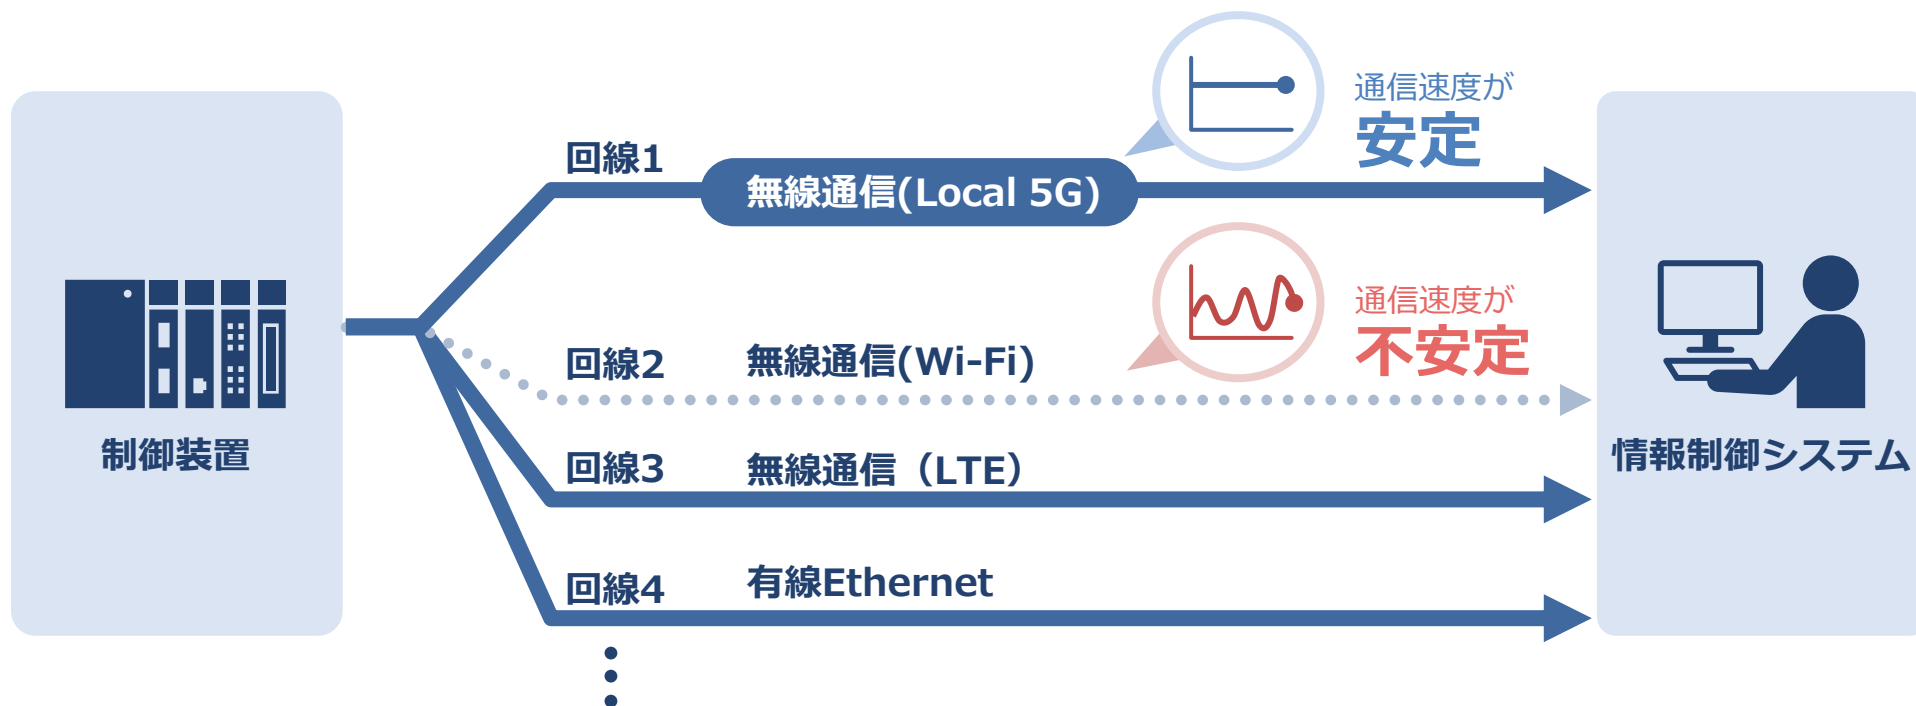 通信速度が
安定
回線1
無線通信(Local 5G)
通信速度が
不安定
回線2
無線通信(Wi-Fi)
制御装置
回線3
無線通信（LTE）
情報制御システム
回線4
有線Ethernet